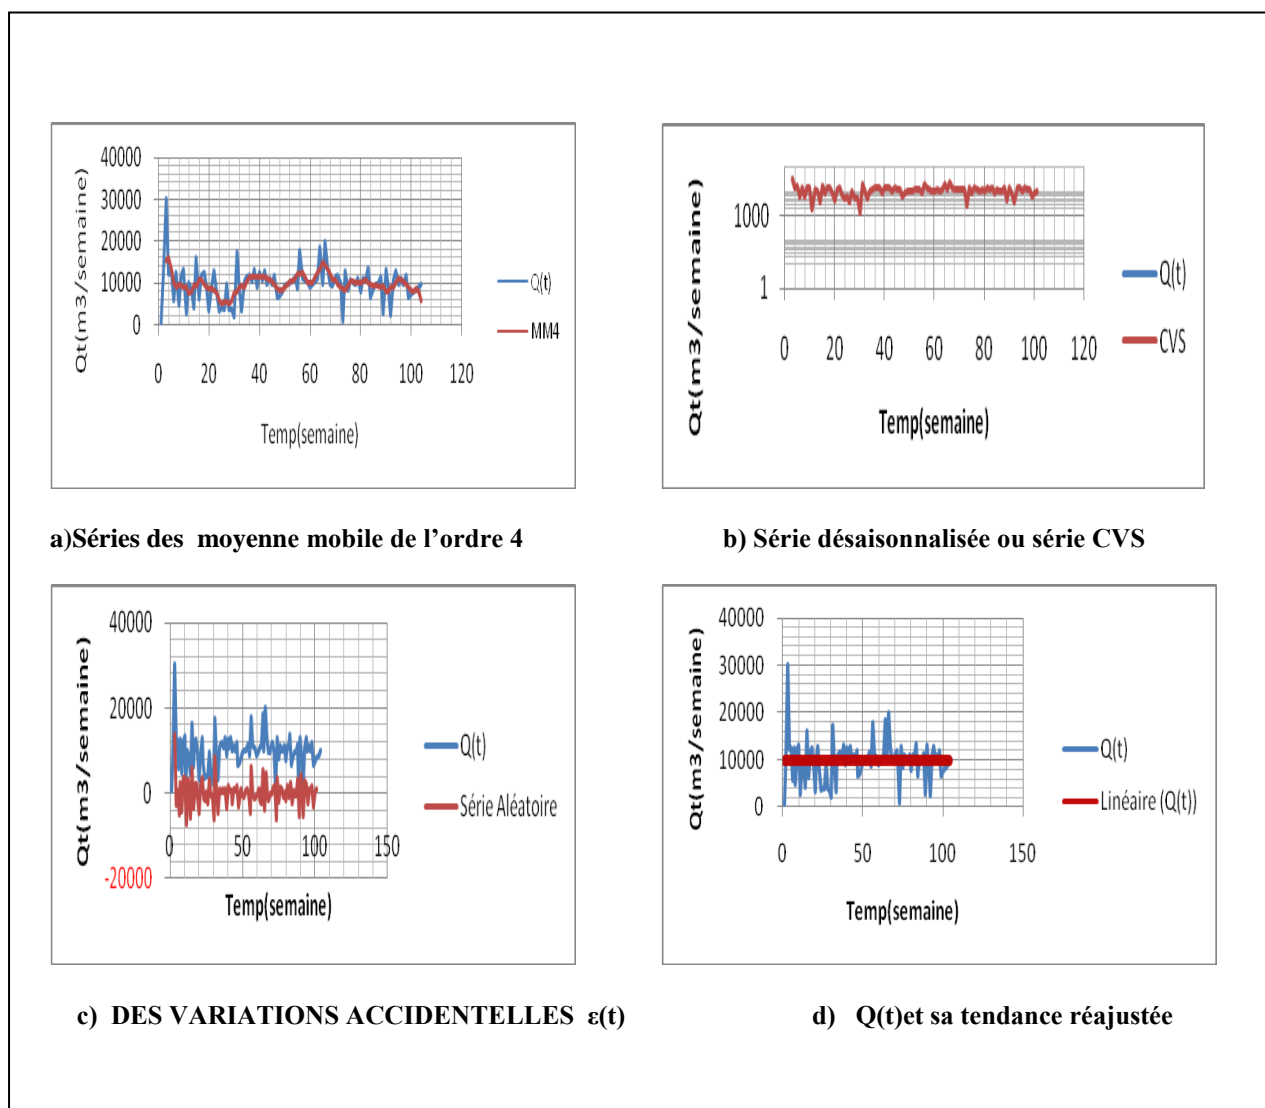 40000
30000
20000
10000
0
Qt(m3/semaine)
0 20 40 60 80 100 120
Temp(semaine)
Q(t)
MM4
1000
1
Qt(m3/semaine)
0 20 40 60 80 100 120
Temp(semaine)
Q(t)
CVS
a)Séries des moyenne mobile de l’ordre 4
b) Série désaisonnalisée ou série CVS
40000
20000
0
-20000
Qt(m3/semaine)
0 50 100 150
Temp(semaine)
Q(t)
Série Aléatoire
40000
30000
20000
10000
0
Qt(m3/semaine)
0 50 100 150
Temp(semaine)
Q(t)
Linéaire (Q(t))
c) DES VARIATIONS ACCIDENTELLES ε(t)
d) Q(t)et sa tendance réajustée